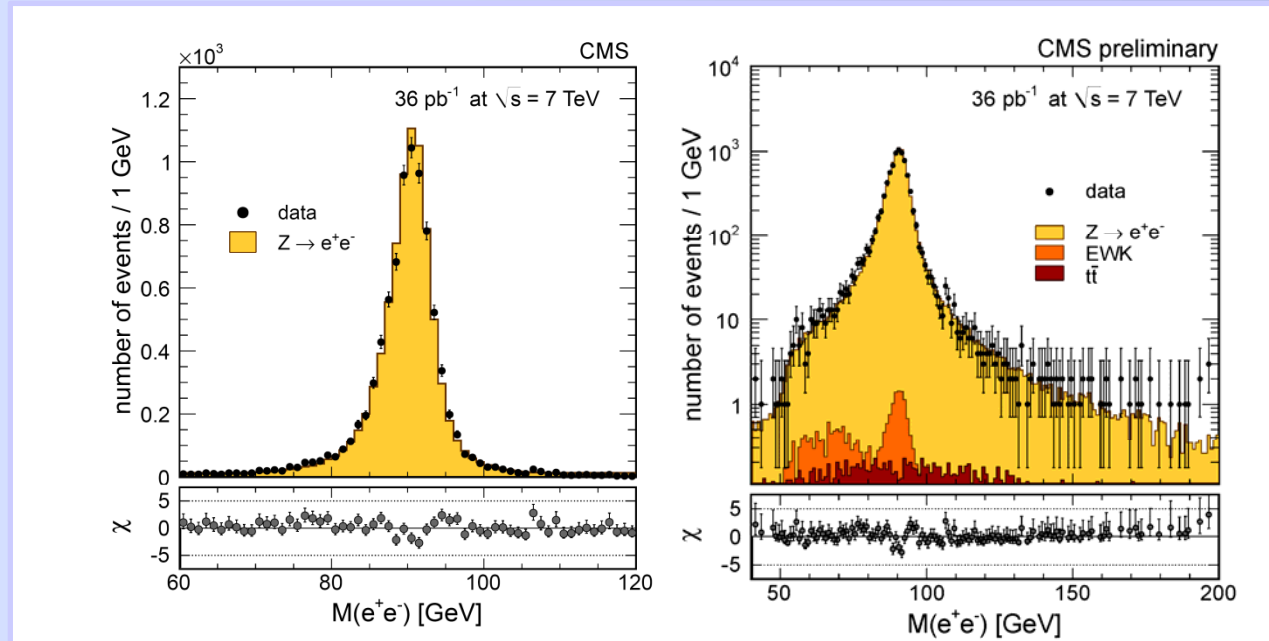 CMS
×10³
36 pb⁻¹ at √s = 7 TeV
number of events / 1 GeV
1.2
1
0.8
0.6
0.4
0.2
0
data
Z → e⁺e⁻
χ
5
0
-5
60 80 100 120
M(e⁺e⁻) [GeV]
CMS preliminary
36 pb⁻¹ at √s = 7 TeV
number of events / 1 GeV
10⁴
10³
10²
10
1
data
Z → e⁺e⁻
EWK
tt̄
χ
5
0
-5
50 100 150 200
M(e⁺e⁻) [GeV]